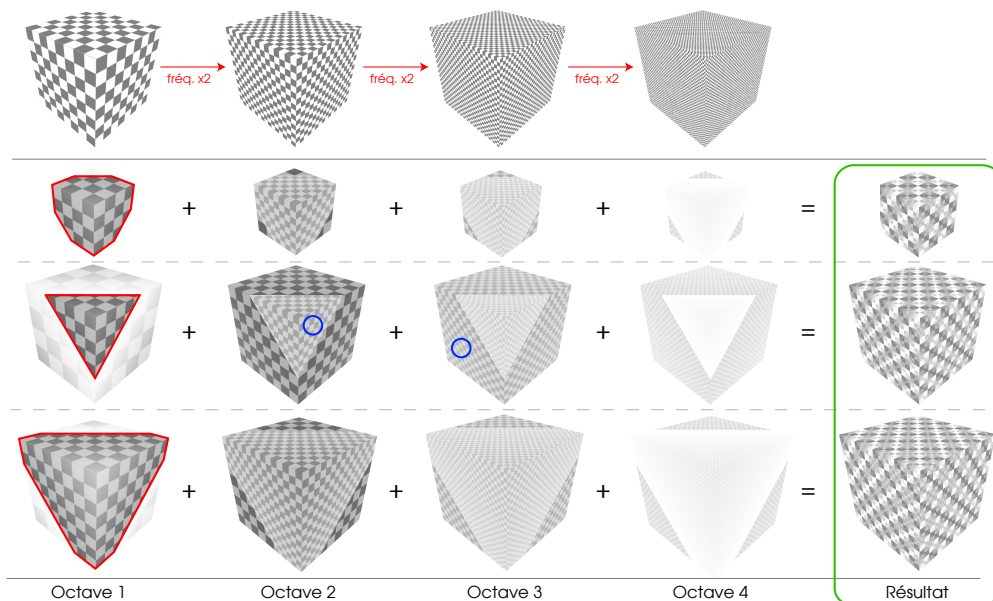 fréq. x2 fréq. x2 fréq. x2
+ + + =
+ + + =
+ + + =
Octave 1 Octave 2 Octave 3 Octave 4 Résultat